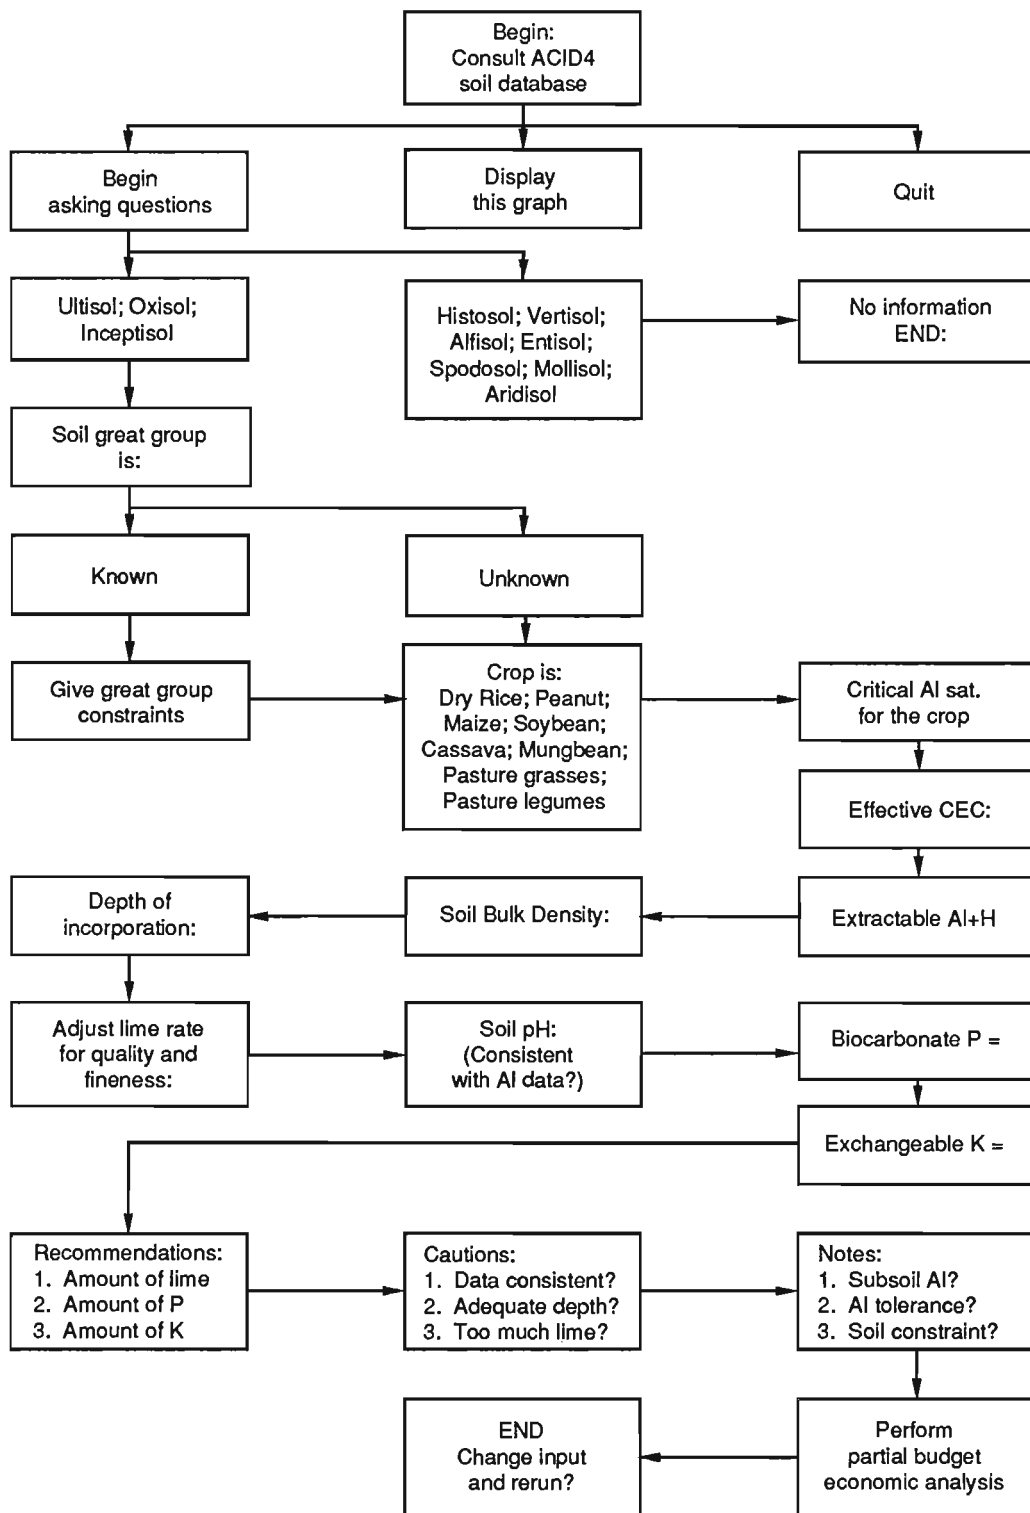 Begin:
Consult ACID4
soil database
Begin
asking questions
Display
this graph
Quit
Ultisol; Oxisol;
Inceptisol
Histosol; Vertisol;
Alfisol; Entisol;
Spodosol; Mollisol;
Aridisol
No information
END:
Soil great group
is:
Known
Unknown
Give great group
constraints
Crop is:
Dry Rice; Peanut;
Maize; Soybean;
Cassava; Mungbean;
Pasture grasses;
Pasture legumes
Critical Al sat.
for the crop
Effective CEC:
Depth of
incorporation:
Soil Bulk Density:
Extractable Al+H
Adjust lime rate
for quality and
fineness:
Soil pH:
(Consistent
with Al data?)
Biocarbonate P =
Exchangeable K =
Recommendations:
1. Amount of lime
2. Amount of P
3. Amount of K
Cautions:
1. Data consistent?
2. Adequate depth?
3. Too much lime?
Notes:
1. Subsoil Al?
2. Al tolerance?
3. Soil constraint?
END
Change input
and rerun?
Perform
partial budget
economic analysis